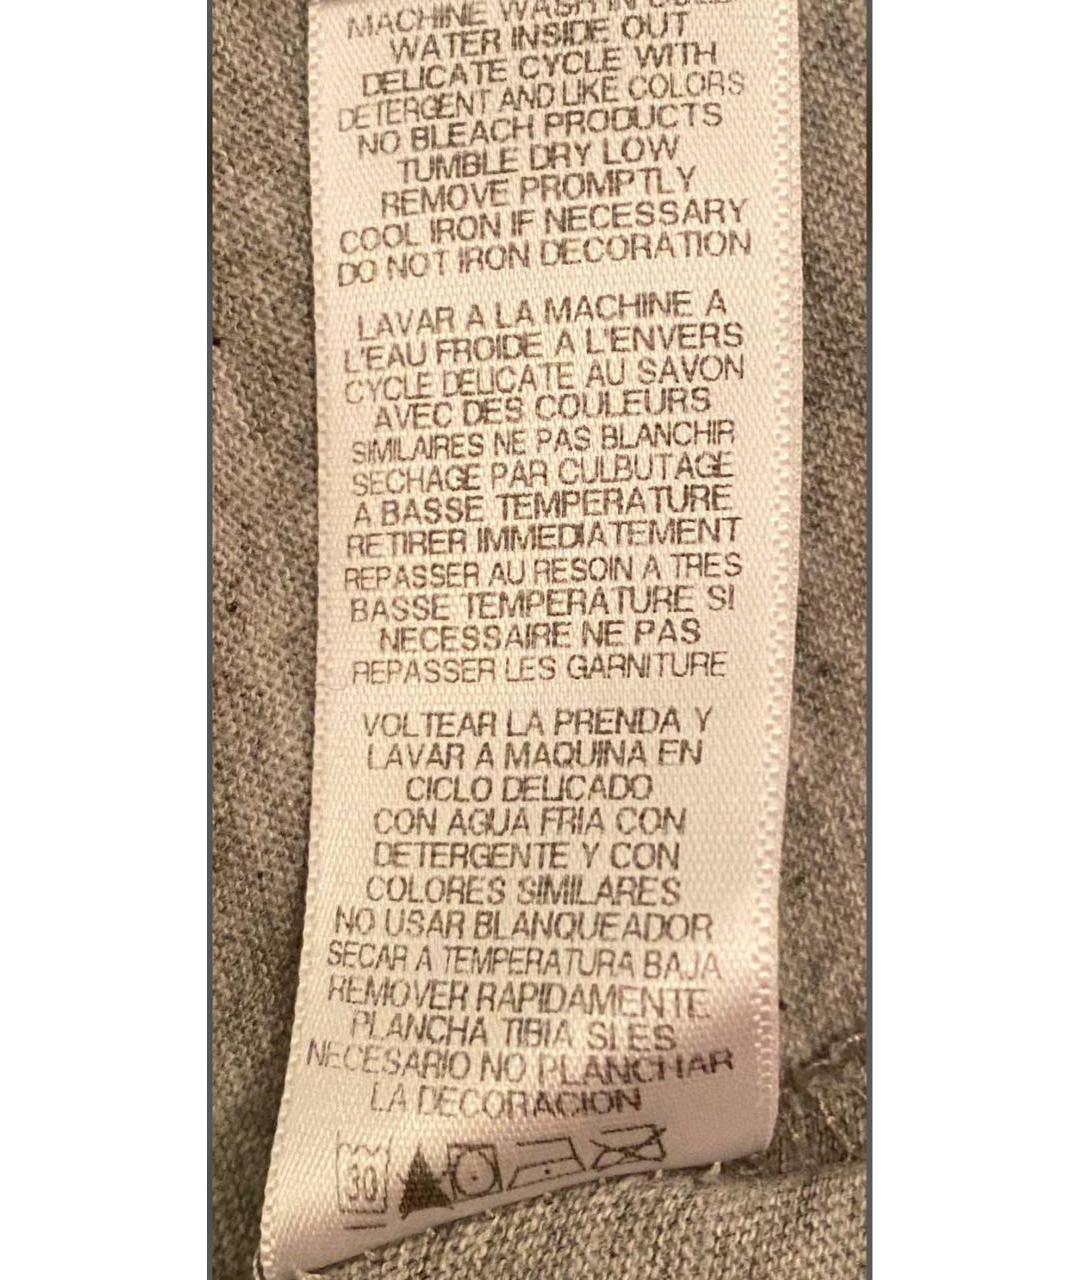 MACHINE WASH IN COLD
WATER INSIDE OUT
DELICATE CYCLE WITH
DETERGENT AND LIKE COLORS
NO BLEACH PRODUCTS
TUMBLE DRY LOW
REMOVE PROMPTLY
COOL IRON IF NECESSARY
DO NOT IRON DECORATION
LAVAR A LA MACHINE A
L'EAU FROIDE A L'ENVERS
CYCLE DELICATE AU SAVON
AVEC DES COULEURS
SIMILAIRES NE PAS BLANCHIR
SECHAGE PAR CULBUTAGE
A BASSE TEMPERATURE
RETIRER IMMEDIATEMENT
REPASSER AU RESOIN A TRES
BASSE TEMPERATURE SI
NECESSAIRE NE PAS
REPASSER LES GARNITURE
VOLTEAR LA PRENDA Y
LAVAR A MAQUINA EN
CICLO DELICADO
CON AGUA FRIA CON
DETERGENTE Y CON
COLORES SIMILARES
NO USAR BLANQUEADOR
SECAR A TEMPERATURA BAJA
REMOVER RAPIDAMENTE
PLANCHA TIBIA SI ES
NECESARIO NO PLANCHAR
LA DECORACION
30